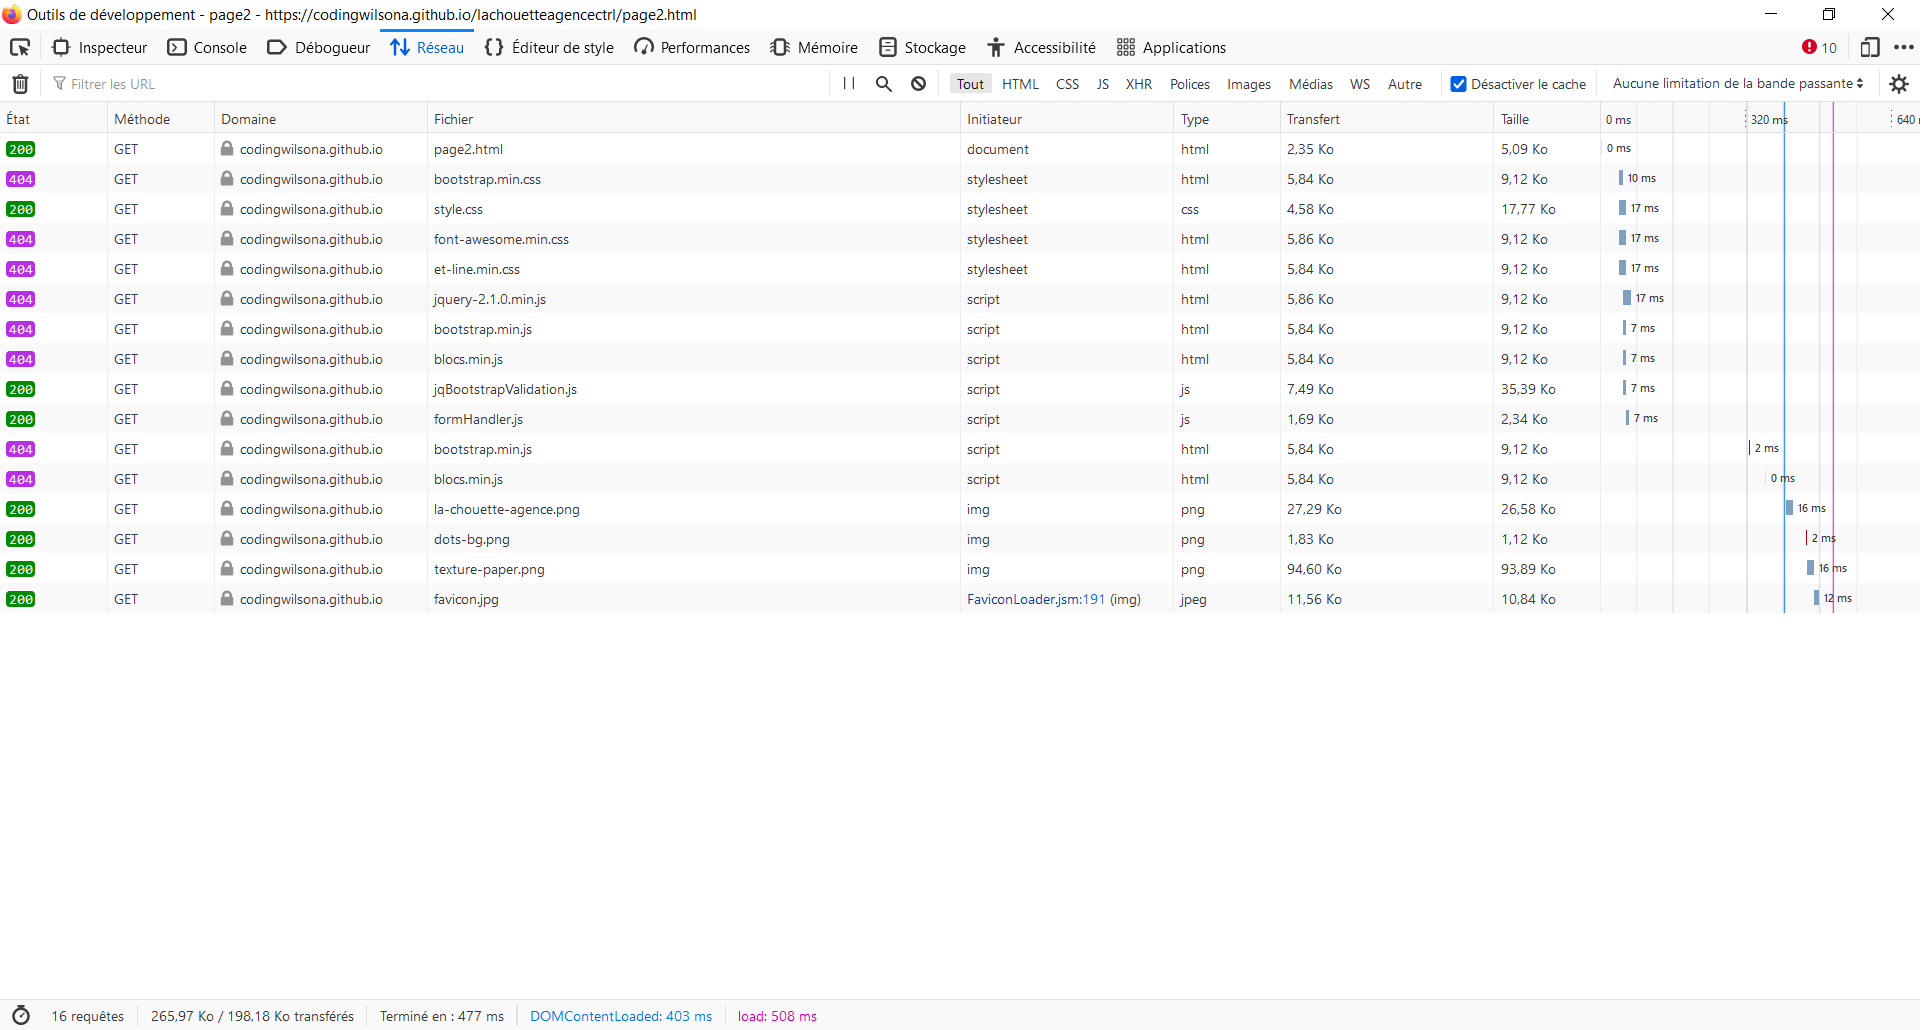 Outils de développement - page2 - https://codingwilsona.github.io/lachouetteagencectrl/page2.html
Inspecteur Console Débogueur Réseau Éditeur de style Performances Mémoire Stockage Accessibilité Applications 10
Filtrer les URL Tout HTML CSS JS XHR Polices Images Médias WS Autre Désactiver le cache Aucune limitation de la bande passante
État Méthode Domaine Fichier Initiateur Type Transfert Taille 0 ms 320 ms 640
200 GET codingwilsona.github.io page2.html document html 2,35 Ko 5,09 Ko 0 ms
404 GET codingwilsona.github.io bootstrap.min.css stylesheet html 5,84 Ko 9,12 Ko 10 ms
200 GET codingwilsona.github.io style.css stylesheet css 4,58 Ko 17,77 Ko 17 ms
404 GET codingwilsona.github.io font-awesome.min.css stylesheet html 5,86 Ko 9,12 Ko 17 ms
404 GET codingwilsona.github.io et-line.min.css stylesheet html 5,84 Ko 9,12 Ko 17 ms
404 GET codingwilsona.github.io jquery-2.1.0.min.js script html 5,86 Ko 9,12 Ko 17 ms
404 GET codingwilsona.github.io bootstrap.min.js script html 5,84 Ko 9,12 Ko 7 ms
404 GET codingwilsona.github.io blocs.min.js script html 5,84 Ko 9,12 Ko 7 ms
200 GET codingwilsona.github.io jqBootstrapValidation.js script js 7,49 Ko 35,39 Ko 7 ms
200 GET codingwilsona.github.io formHandler.js script js 1,69 Ko 2,34 Ko 7 ms
404 GET codingwilsona.github.io bootstrap.min.js script html 5,84 Ko 9,12 Ko 2 ms
404 GET codingwilsona.github.io blocs.min.js script html 5,84 Ko 9,12 Ko 0 ms
200 GET codingwilsona.github.io la-chouette-agence.png img png 27,29 Ko 26,58 Ko 16 ms
200 GET codingwilsona.github.io dots-bg.png img png 1,83 Ko 1,12 Ko 2 ms
200 GET codingwilsona.github.io texture-paper.png img png 94,60 Ko 93,89 Ko 16 ms
200 GET codingwilsona.github.io favicon.jpg FaviconLoader.jsm:191 (img) jpeg 11,56 Ko 10,84 Ko 12 ms
16 requêtes 265,97 Ko / 198,18 Ko transférés Terminé en : 477 ms DOMContentLoaded: 403 ms load: 508 ms